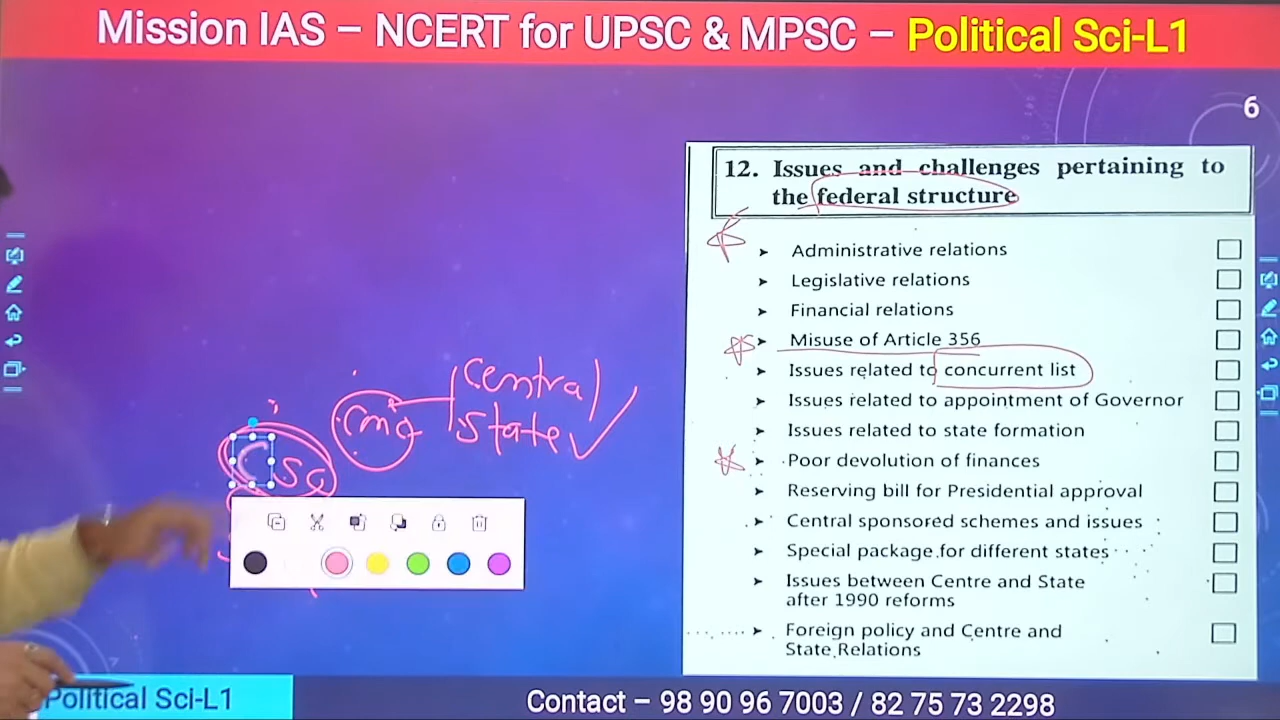 Mission IAS – NCERT for UPSC & MPSC – Political Sci-L1
6
12. Issues and challenges pertaining to
the federal structure
➤ Administrative relations
➤ Legislative relations
➤ Financial relations
➤ Misuse of Article 356
➤ Issues related to concurrent list
➤ Issues related to appointment of Governor
➤ Issues related to state formation
➤ Poor devolution of finances
➤ Reserving bill for Presidential approval
➤ Central sponsored schemes and issues
➤ Special package for different states
➤ Issues between Centre and State
after 1990 reforms
➤ Foreign policy and Centre and
State Relations
central
state
Political Sci-L1
Contact – 98 90 96 7003 / 82 75 73 2298